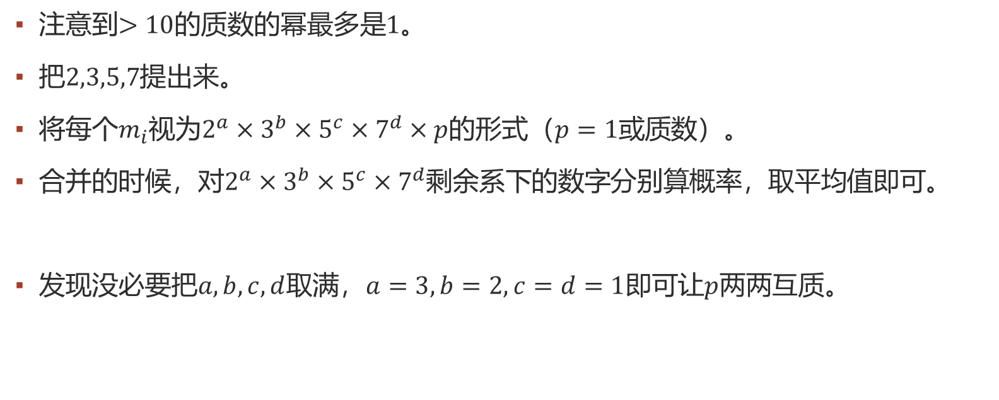 ▪ 注意到> 10的质数的幂最多是1。
▪ 把2,3,5,7提出来。
▪ 将每个$m_i$视为$2^a \times 3^b \times 5^c \times 7^d \times p$的形式（$p = 1$或质数）。
▪ 合并的时候，对$2^a \times 3^b \times 5^c \times 7^d$剩余系下的数字分别算概率，取平均值即可。
▪ 发现没必要把$a, b, c, d$取满，$a = 3, b = 2, c = d = 1$即可让$p$两两互质。